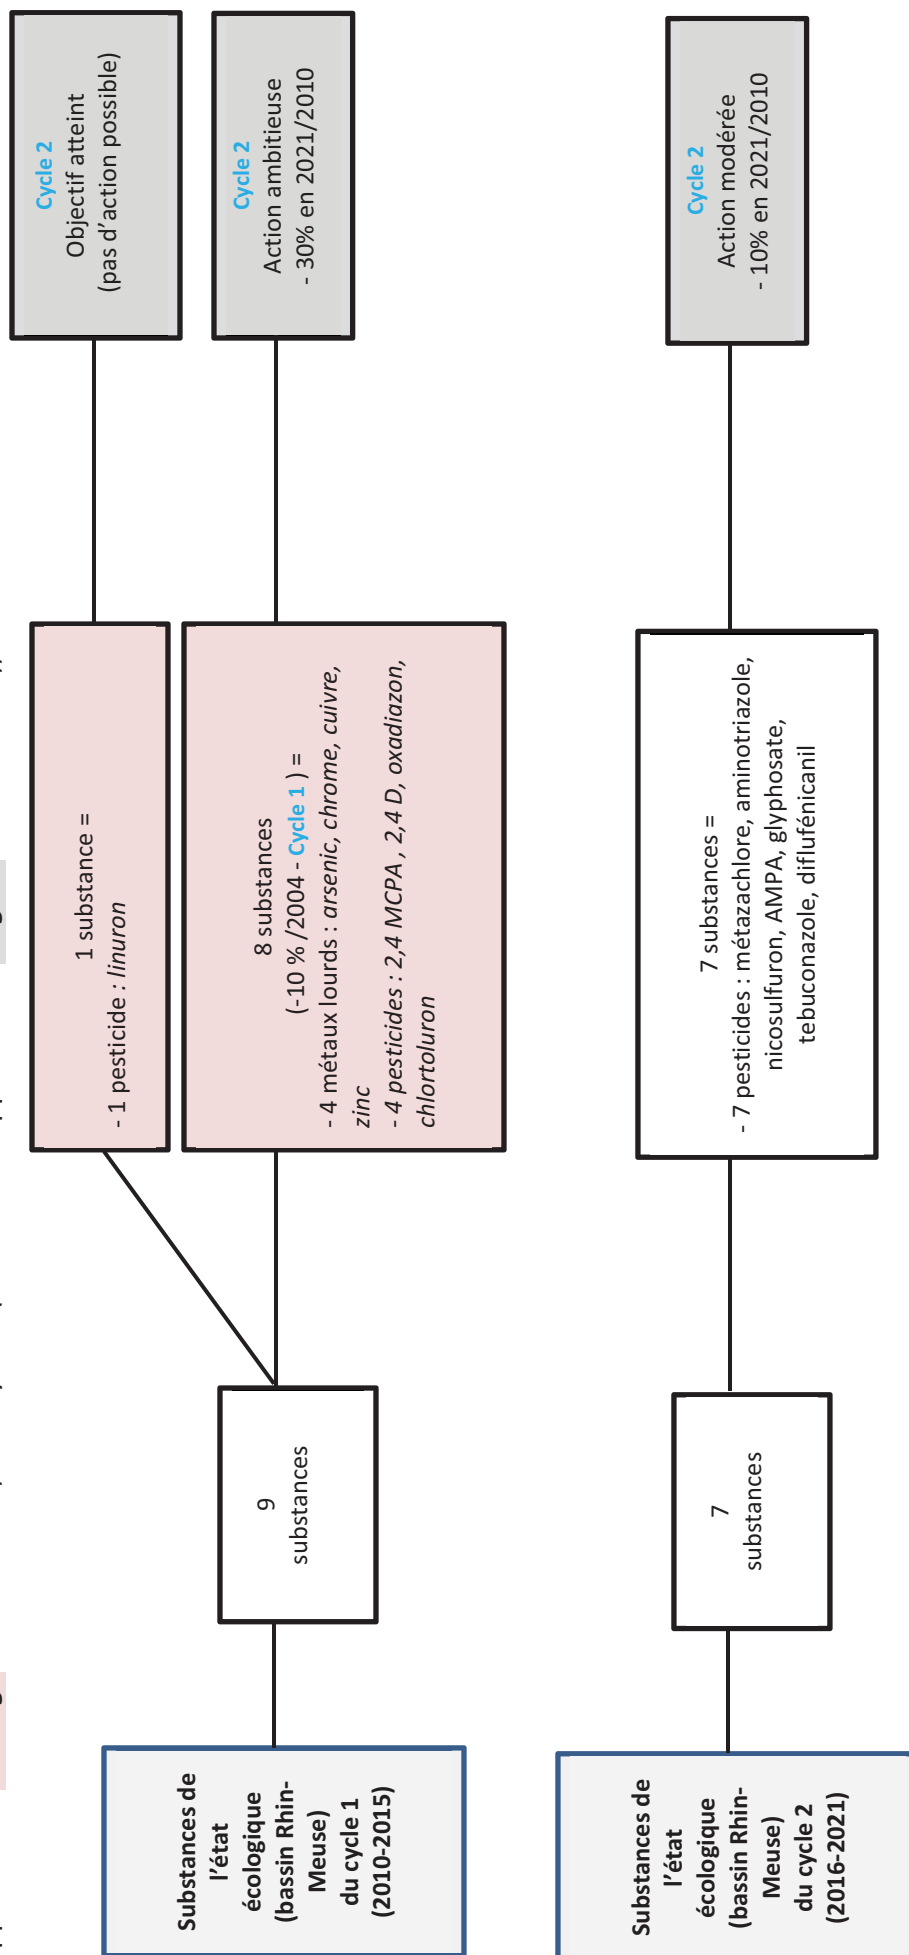 Substances de
l'état
écologique
(bassin Rhin-
Meuse)
du cycle 1
(2010-2015)
9
substances
1 substance =
- 1 pesticide : linuron
Cycle 2
Objectif atteint
(pas d'action possible)
8 substances
(-10 % /2004 - Cycle 1 ) =
- 4 métaux lourds : arsenic, chrome, cuivre,
zinc
- 4 pesticides : 2,4 MCPA , 2,4 D, oxadiazon,
chlortoluron
Cycle 2
Action ambitieuse
- 30% en 2021/2010
Substances de
l'état
écologique
(bassin Rhin-
Meuse)
du cycle 2
(2016-2021)
7
substances
7 substances =
- 7 pesticides : métazachlore, aminotriazole,
nicosulfuron, AMPA, glyphosate,
tebuconazole, diflufénicanil
Cycle 2
Action modérée
- 10% en 2021/2010